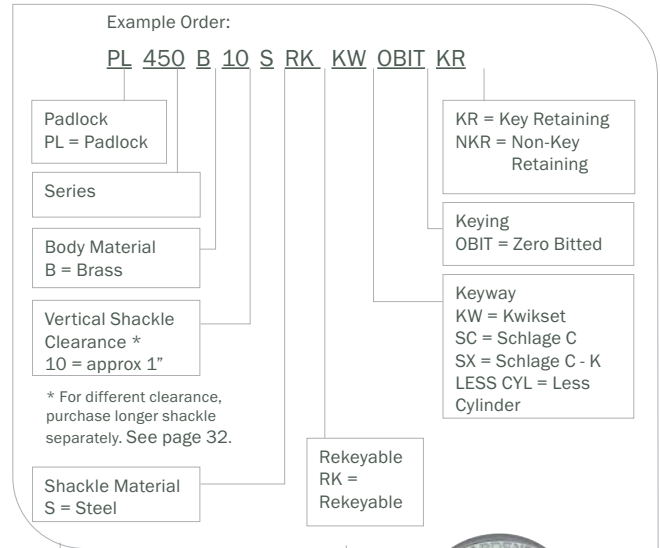 Example Order:
PL 450 B 10 S RK KW OBIT KR
Padlock
PL = Padlock
Series
Body Material
B = Brass
Vertical Shackle
Clearance *
10 = approx 1”
* For different clearance,
purchase longer shackle
separately. See page 32.
Shackle Material
S = Steel
Rekeyable
RK =
Rekeyable
KR = Key Retaining
NKR = Non-Key
Retaining
Keying
OBIT = Zero Bitted
Keyway
KW = Kwikset
SC = Schlage C
SX = Schlage C - K
LESS CYL = Less
Cylinder